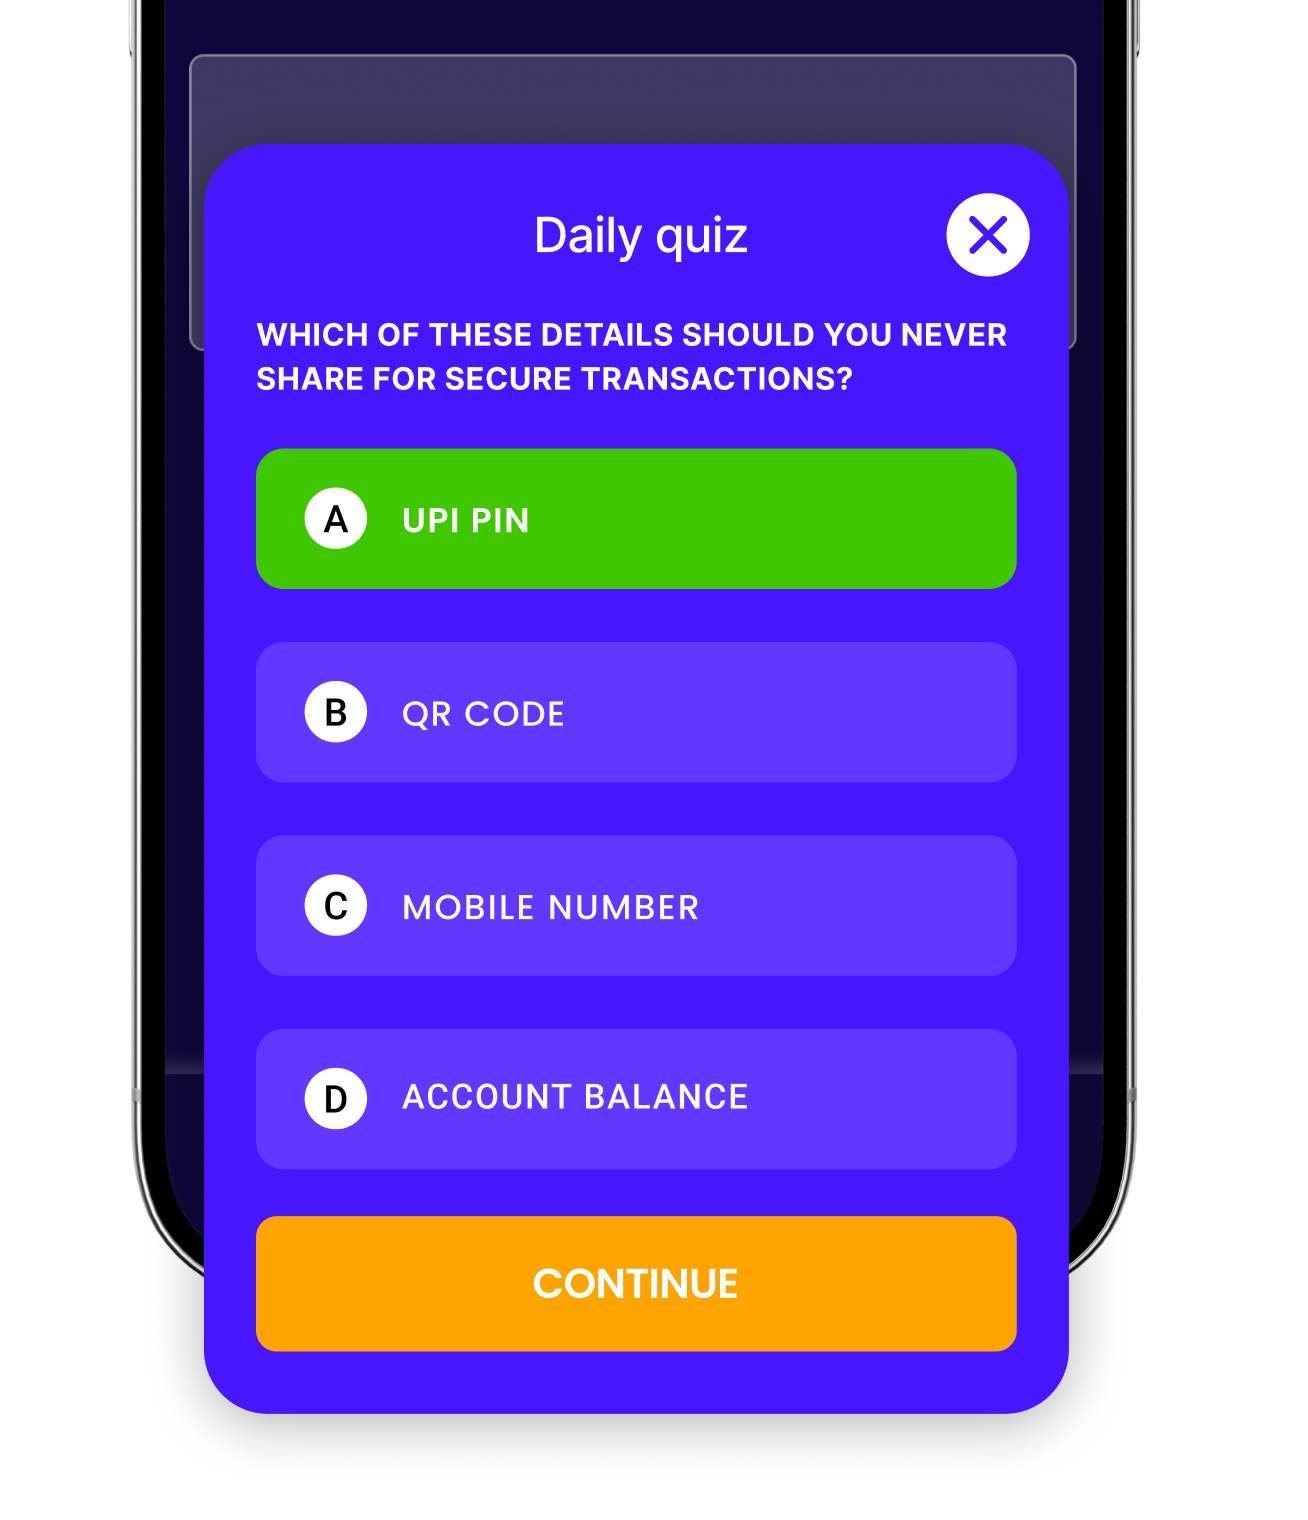 Daily quiz
WHICH OF THESE DETAILS SHOULD YOU NEVER
SHARE FOR SECURE TRANSACTIONS?
A UPI PIN
B QR CODE
C MOBILE NUMBER
D ACCOUNT BALANCE
CONTINUE